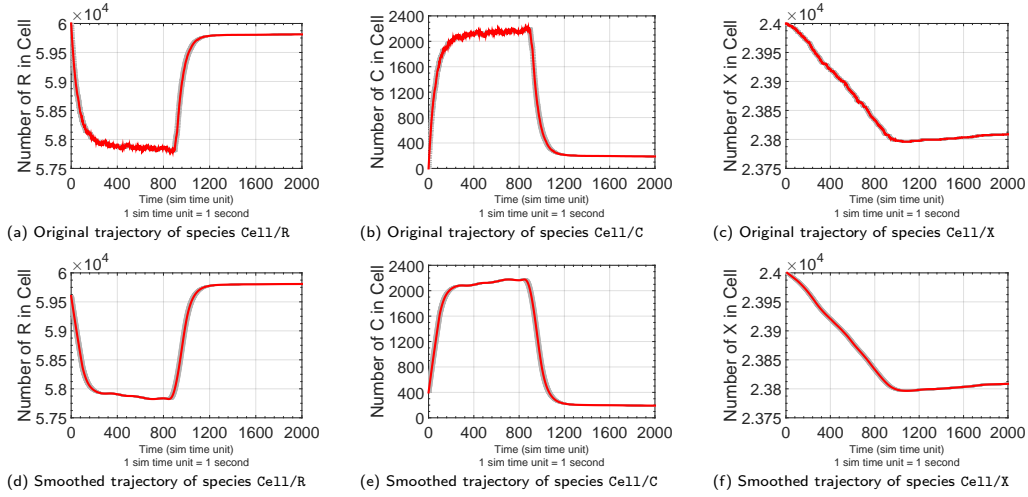 ×10⁴
6
5.95
5.9
5.85
5.8
5.75
Number of R in Cell
0 400 800 1200 1600 2000
Time (sim time unit)
1 sim time unit = 1 second
(a) Original trajectory of species Cell/R
2400
2000
1600
1200
800
400
0
Number of C in Cell
0 400 800 1200 1600 2000
Time (sim time unit)
1 sim time unit = 1 second
(b) Original trajectory of species Cell/C
×10⁴
2.4
2.395
2.39
2.385
2.38
2.375
Number of X in Cell
0 400 800 1200 1600 2000
Time (sim time unit)
1 sim time unit = 1 second
(c) Original trajectory of species Cell/X
×10⁴
6
5.95
5.9
5.85
5.8
5.75
Number of R in Cell
0 400 800 1200 1600 2000
Time (sim time unit)
1 sim time unit = 1 second
(d) Smoothed trajectory of species Cell/R
2400
2000
1600
1200
800
400
0
Number of C in Cell
0 400 800 1200 1600 2000
Time (sim time unit)
1 sim time unit = 1 second
(e) Smoothed trajectory of species Cell/C
×10⁴
2.4
2.395
2.39
2.385
2.38
2.375
Number of X in Cell
0 400 800 1200 1600 2000
Time (sim time unit)
1 sim time unit = 1 second
(f) Smoothed trajectory of species Cell/X